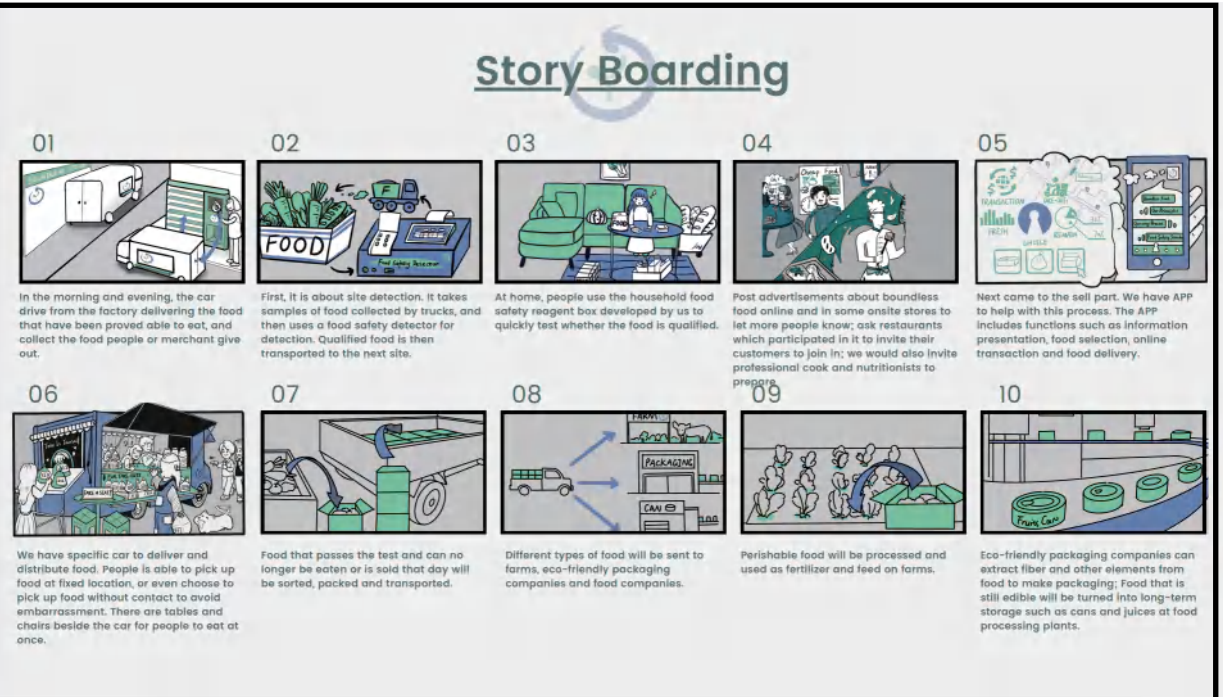 Story Boarding
01
02
03
04
05
FOOD
F
Food Safety Detector
Cheap Food!
TRANSACTION
FRESH
UNFOLD
In the morning and evening, the car
drive from the factory delivering the food
that have been proved able to eat, and
collect the food people or merchant give
out.
First, it is about site detection. It takes
samples of food collected by trucks, and
then uses a food safety detector for
detection. Qualified food is then
transported to the next site.
At home, people use the household food
safety reagent box developed by us to
quickly test whether the food is qualified.
Post advertisements about boundless
food online and in some onsite stores to
let more people know; ask restaurants
which participated in it to invite their
customers to join in; we would also invite
professional cook and nutritionists to
prepare
Next came to the sell part. We have APP
to help with this process. The APP
includes functions such as information
presentation, food selection, online
transaction and food delivery.
06
07
08
09
10
TAKE A SEAT
FARM
PACKAGING
CAN
Fruits Can
We have specific car to deliver and
distribute food. People is able to pick up
food at fixed location, or even choose to
pick up food without contact to avoid
embarrassment. There are tables and
chairs beside the car for people to eat at
once.
Food that passes the test and can no
longer be eaten or is sold that day will
be sorted, packed and transported.
Different types of food will be sent to
farms, eco-friendly packaging
companies and food companies.
Perishable food will be processed and
used as fertilizer and feed on farms.
Eco-friendly packaging companies can
extract fiber and other elements from
food to make packaging; Food that is
still edible will be turned into long-term
storage such as cans and juices at food
processing plants.